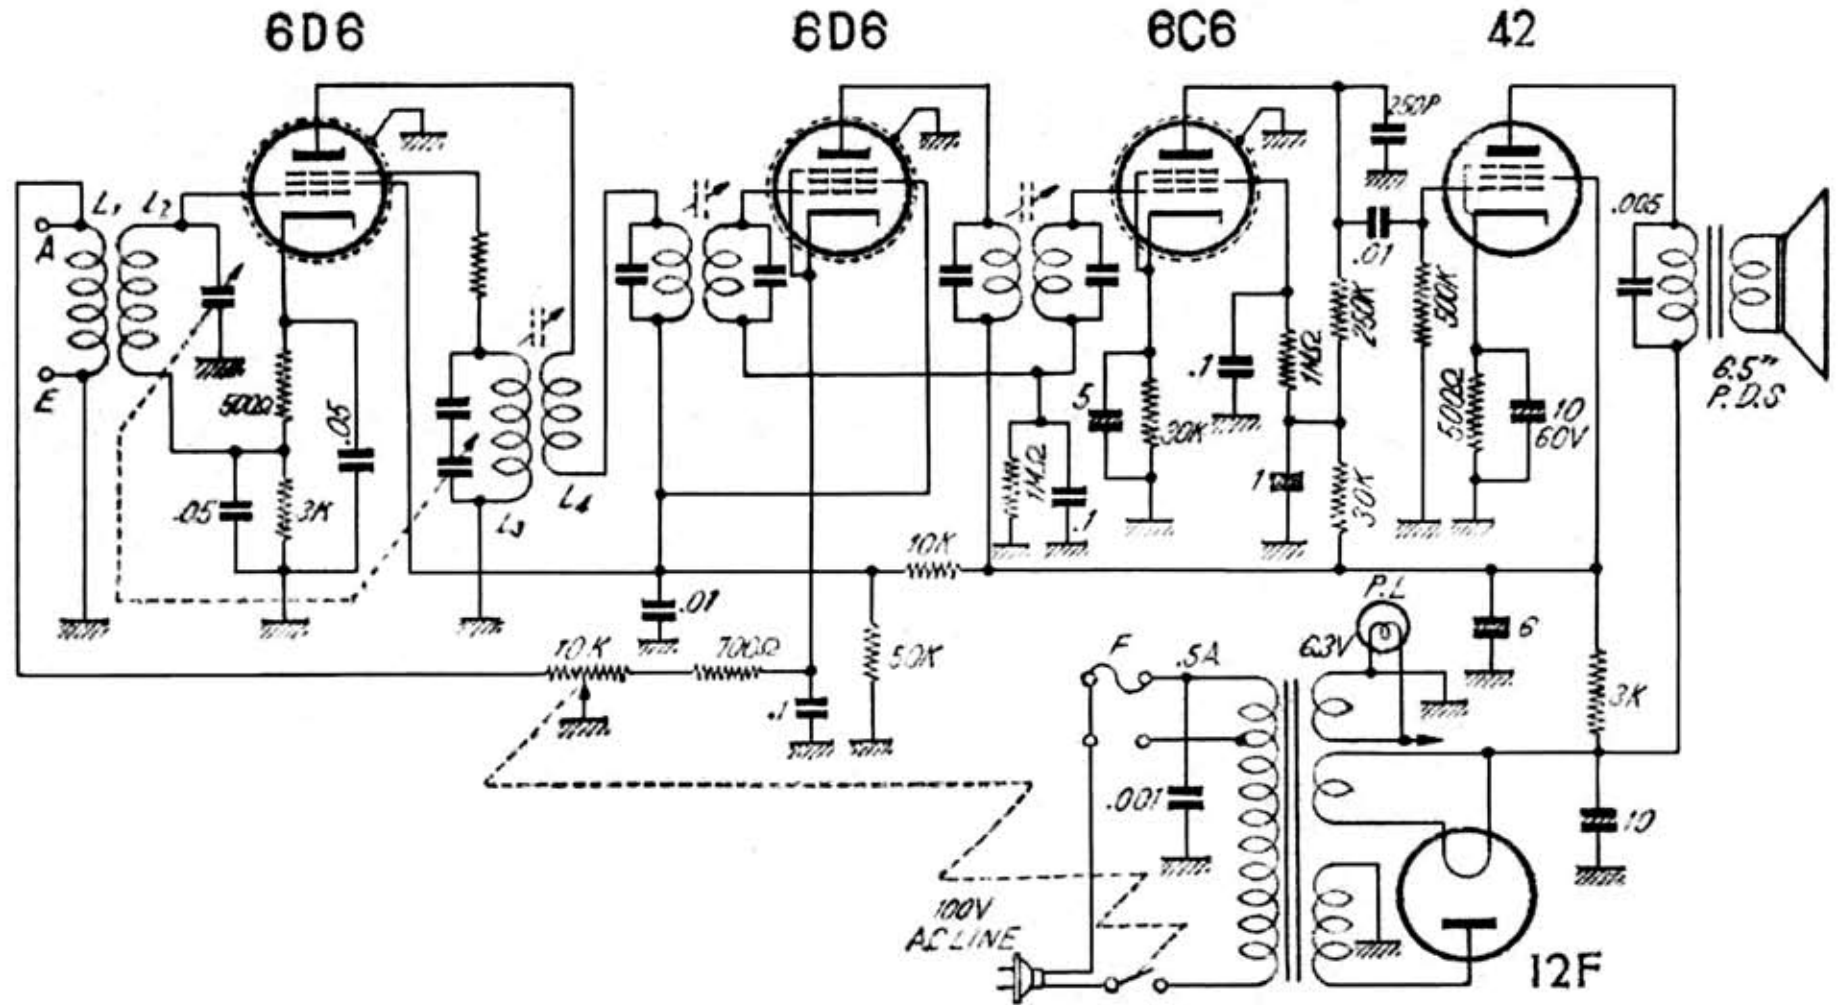 6D6
6D6
6C6
42
250P
L1
L2
A
.01
.005
E
500Ω
.05
.05
3K
L3
L4
5
30K
.1
1MΩ
250K
500K
500Ω
10
60V
6.5"
P.D.S
1MΩ
.1
1
30K
10K
.01
10K
700Ω
50K
.1
F
.5A
P.L
6.3V
6
3K
.001
10
100V
AC LINE
12F